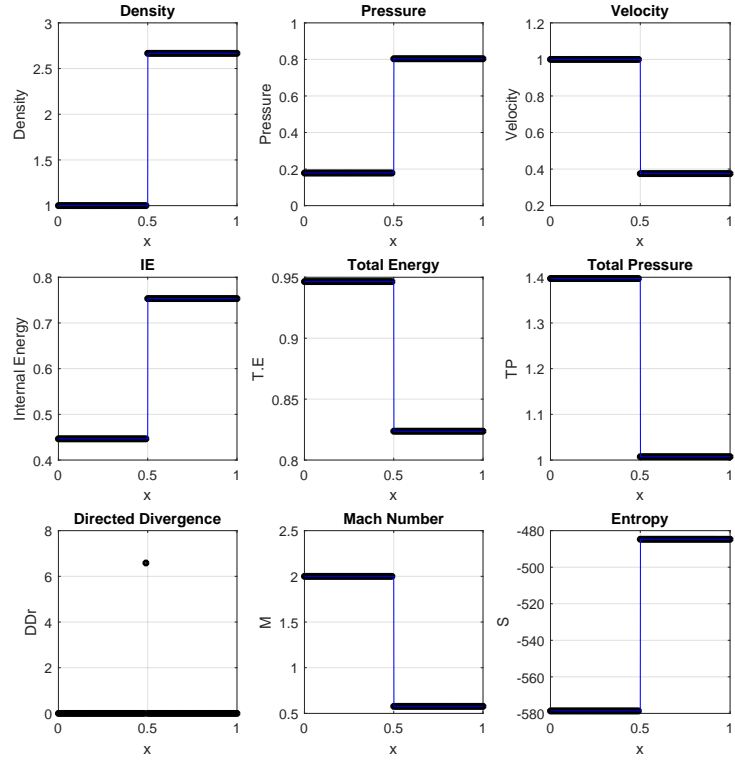 Density
3
2.5
2
1.5
1
Density
0 0.5 1
x
Pressure
1
0.8
0.6
0.4
0.2
0
Pressure
0 0.5 1
x
Velocity
1.2
1
0.8
0.6
0.4
0.2
Velocity
0 0.5 1
x
IE
0.8
0.7
0.6
0.5
0.4
Internal Energy
0 0.5 1
x
Total Energy
0.95
0.9
0.85
0.8
T.E
0 0.5 1
x
Total Pressure
1.4
1.3
1.2
1.1
1
TP
0 0.5 1
x
Directed Divergence
8
6
4
2
0
DDr
0 0.5 1
x
Mach Number
2.5
2
1.5
1
0.5
M
0 0.5 1
x
Entropy
-480
-500
-520
-540
-560
-580
S
0 0.5 1
x